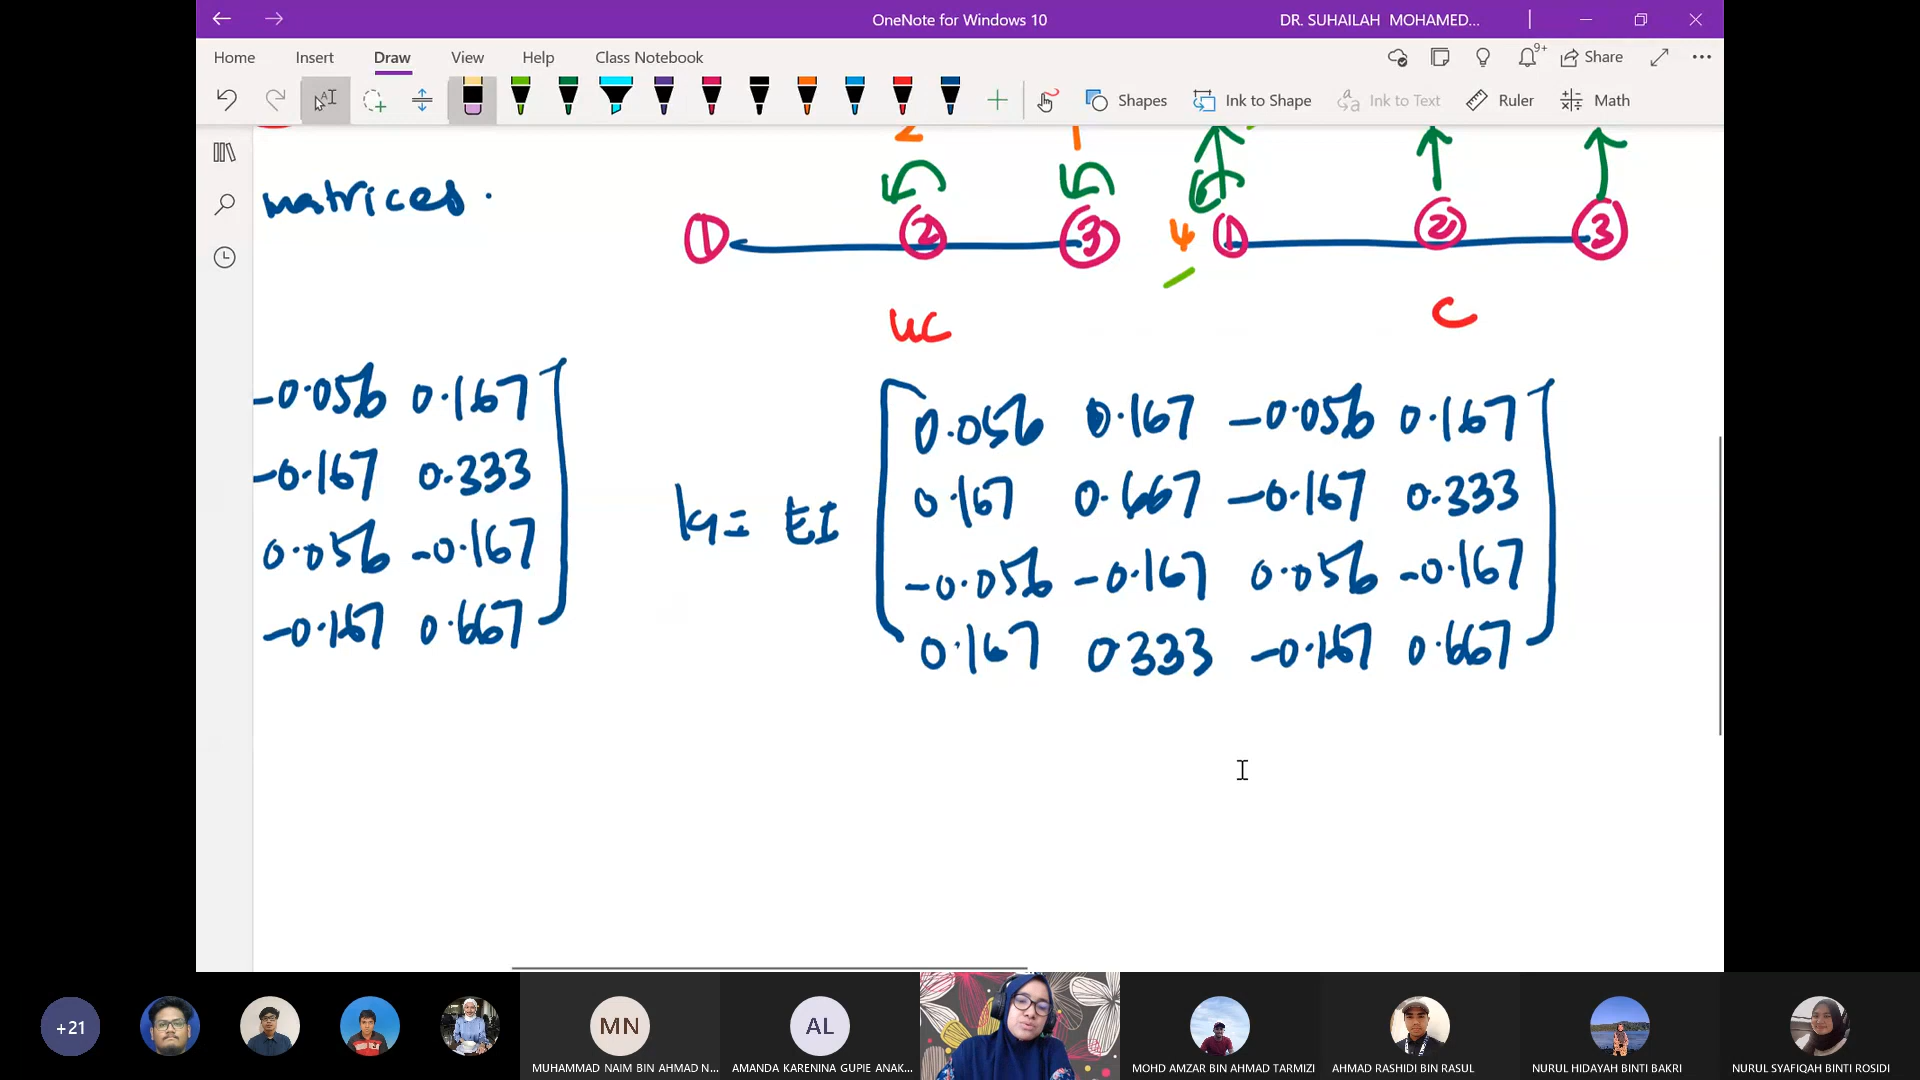 OneNote for Windows 10
DR. SUHAILAH MOHAMED...
Home Insert Draw View Help Class Notebook
9+ Share
Shapes Ink to Shape Ink to Text Ruler Math
2 1
matrices.
1 2 3 4 1 2 3
UC C
-0.056 0.167
-0.167 0.333
0.056 -0.167
-0.167 0.667
k = EI
0.056 0.167 -0.056 0.167
0.167 0.667 -0.167 0.333
-0.056 -0.167 0.056 -0.167
0.167 0.333 -0.167 0.667
+21
MN
AL
MUHAMMAD NAIM BIN AHMAD N...
AMANDA KARENINA GUPIE ANAK...
MOHD AMZAR BIN AHMAD TARMIZI
AHMAD RASHIDI BIN RASUL
NURUL HIDAYAH BINTI BAKRI
NURUL SYAFIQAH BINTI ROSIDI